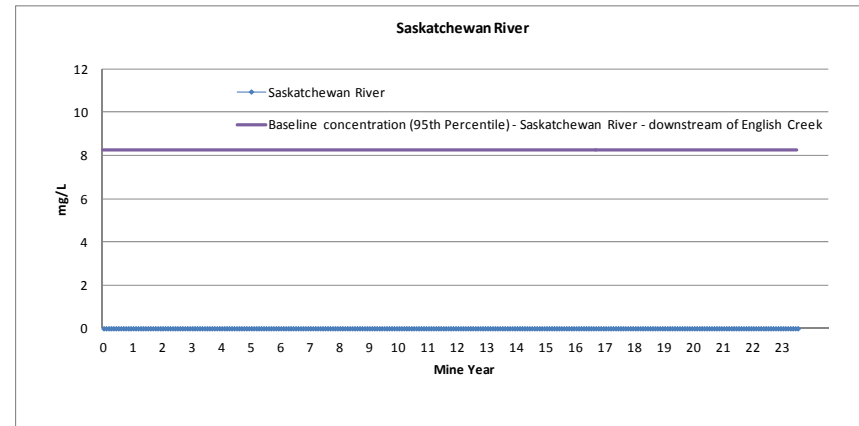 Saskatchewan River
12
Saskatchewan River
10
Baseline concentration (95th Percentile) - Saskatchewan River - downstream of English Creek
8
mg/L
6
4
2
0
0 1 2 3 4 5 6 7 8 9 10 11 12 13 14 15 16 17 18 19 20 21 22 23
Mine Year